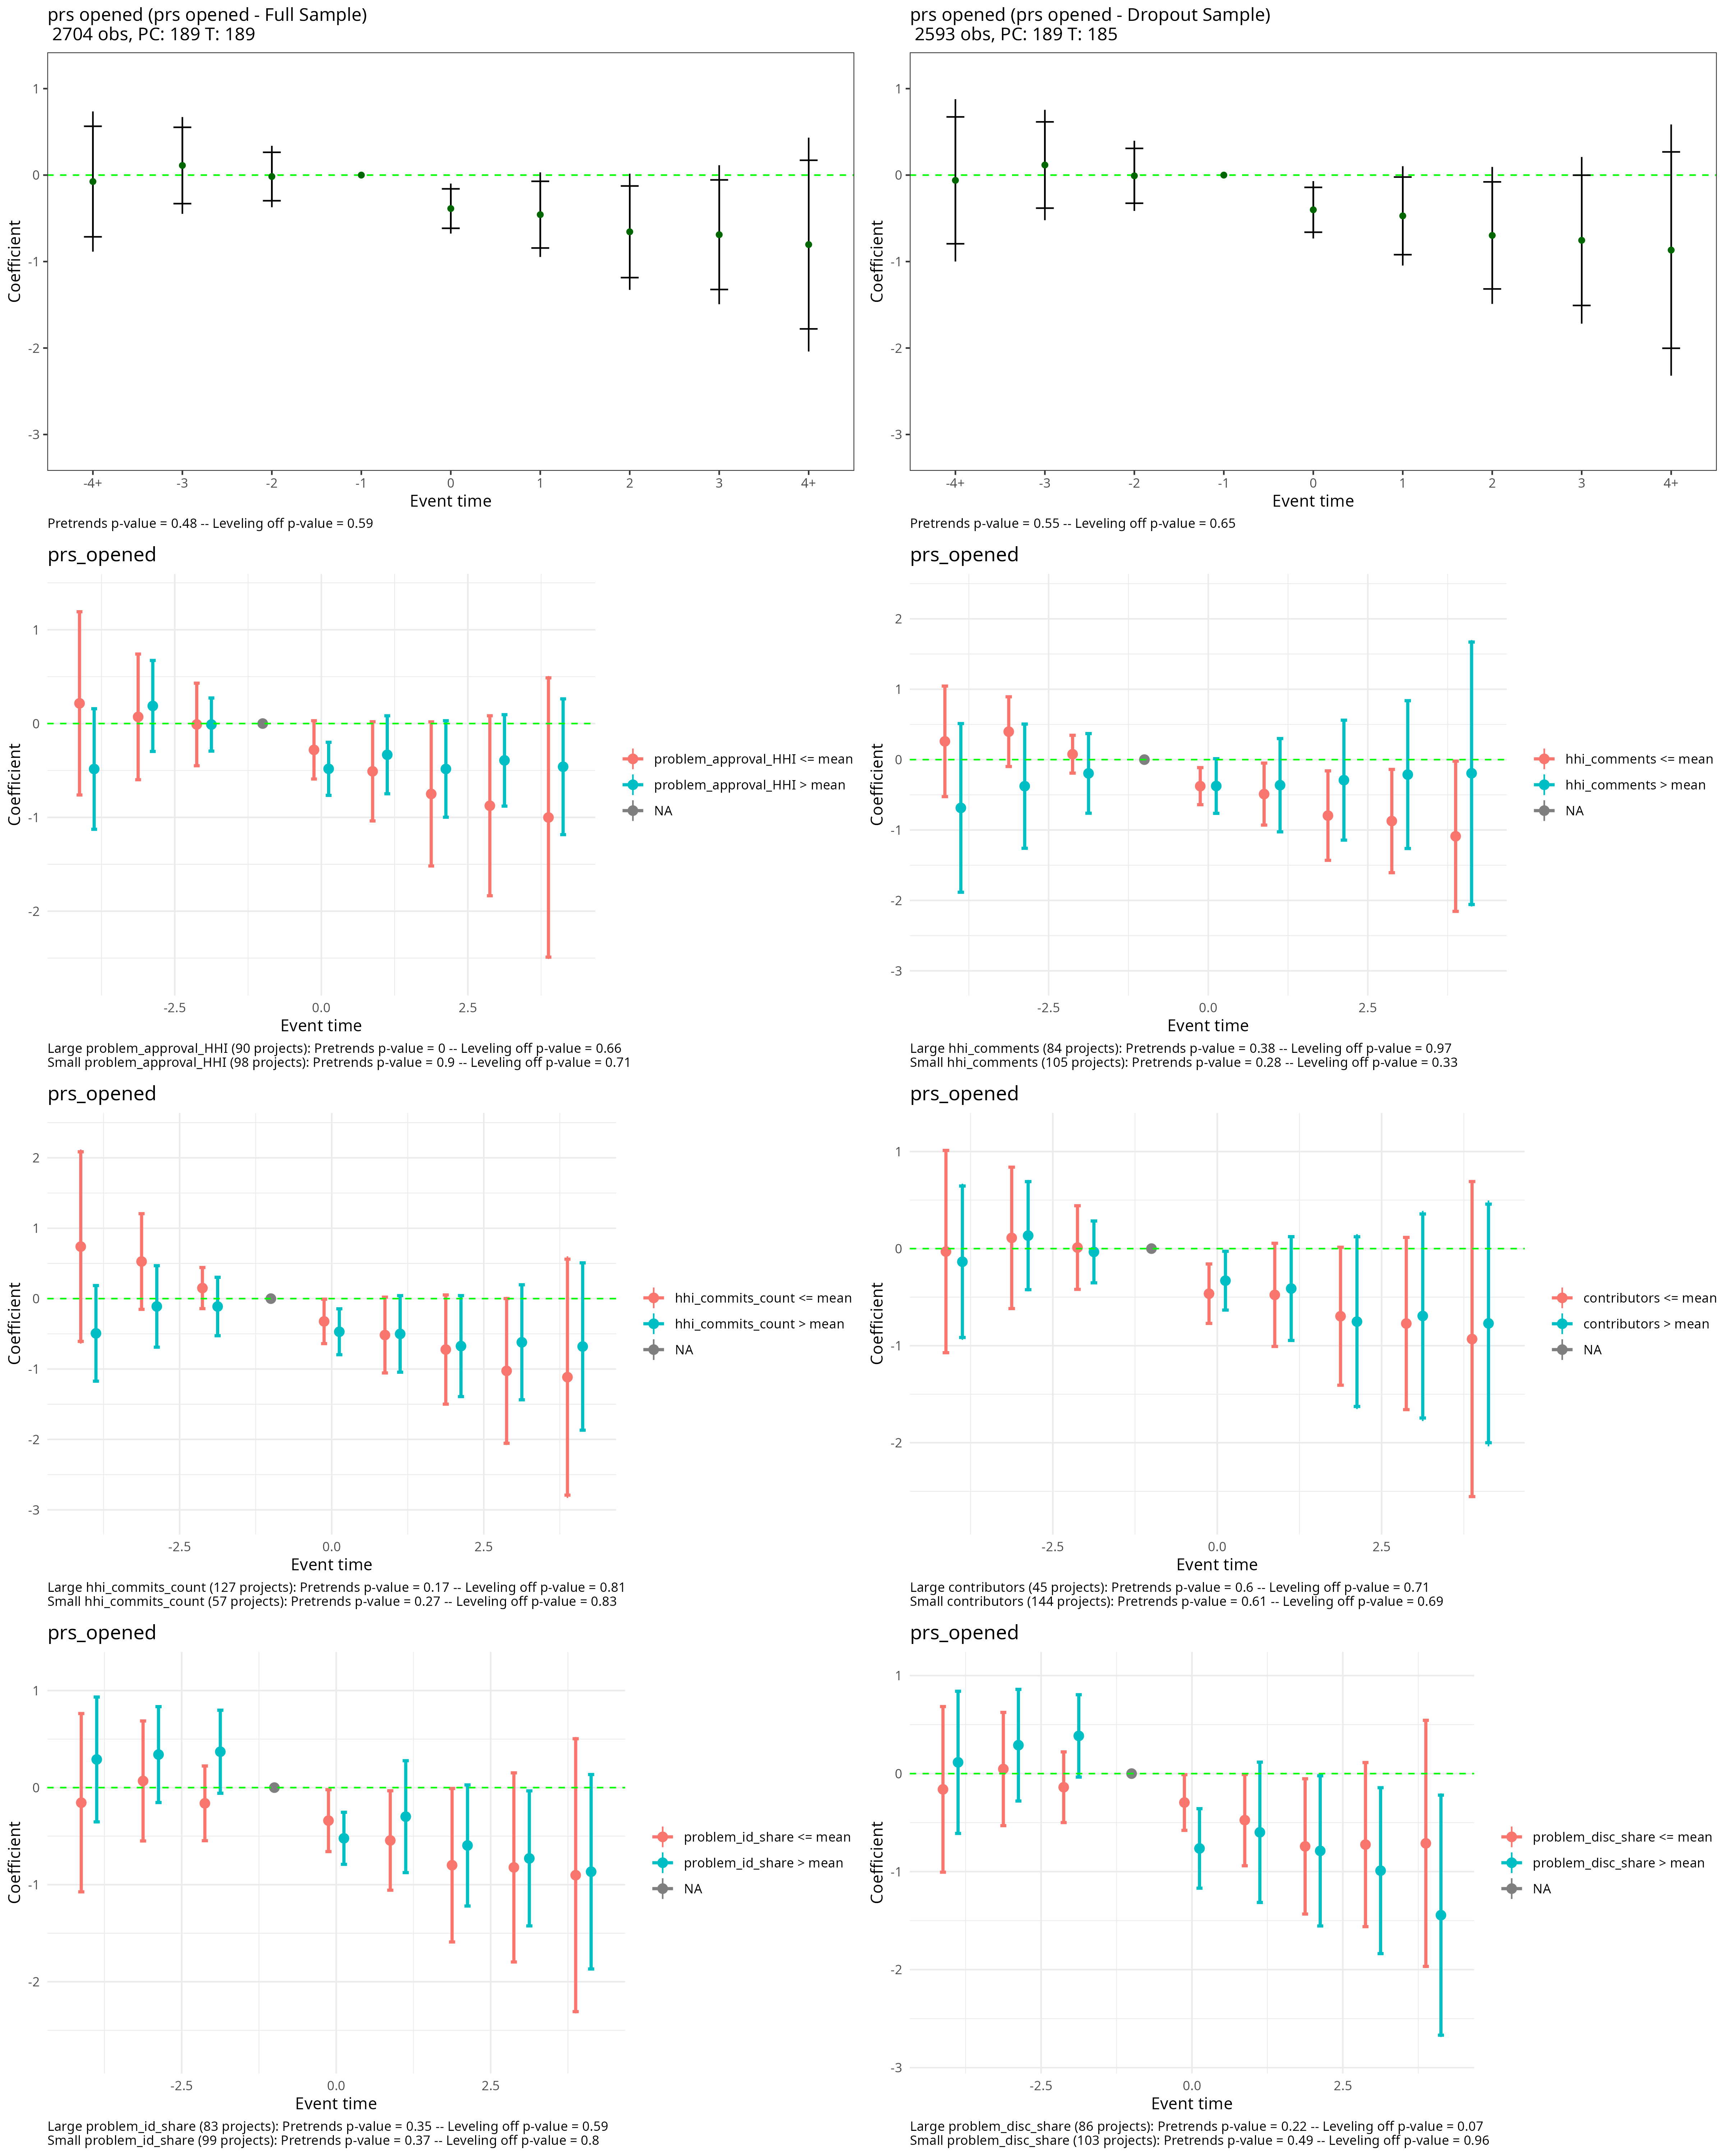 prs opened (prs opened - Full Sample)
2704 obs, PC: 189 T: 189
1
0
-1
-2
-3
Coefficient
-4+ -3 -2 -1 0 1 2 3 4+
Event time
Pretrends p-value = 0.48 -- Leveling off p-value = 0.59
prs opened (prs opened - Dropout Sample)
2593 obs, PC: 189 T: 185
1
0
-1
-2
-3
Coefficient
-4+ -3 -2 -1 0 1 2 3 4+
Event time
Pretrends p-value = 0.55 -- Leveling off p-value = 0.65
prs_opened
1
0
-1
-2
Coefficient
-2.5 0.0 2.5
Event time
problem_approval_HHI <= mean
problem_approval_HHI > mean
NA
Large problem_approval_HHI (90 projects): Pretrends p-value = 0 -- Leveling off p-value = 0.66
Small problem_approval_HHI (98 projects): Pretrends p-value = 0.9 -- Leveling off p-value = 0.71
prs_opened
2
1
0
-1
-2
-3
Coefficient
-2.5 0.0 2.5
Event time
hhi_comments <= mean
hhi_comments > mean
NA
Large hhi_comments (84 projects): Pretrends p-value = 0.38 -- Leveling off p-value = 0.97
Small hhi_comments (105 projects): Pretrends p-value = 0.28 -- Leveling off p-value = 0.33
prs_opened
2
1
0
-1
-2
-3
Coefficient
-2.5 0.0 2.5
Event time
hhi_commits_count <= mean
hhi_commits_count > mean
NA
Large hhi_commits_count (127 projects): Pretrends p-value = 0.17 -- Leveling off p-value = 0.81
Small hhi_commits_count (57 projects): Pretrends p-value = 0.27 -- Leveling off p-value = 0.83
prs_opened
1
0
-1
-2
Coefficient
-2.5 0.0 2.5
Event time
contributors <= mean
contributors > mean
NA
Large contributors (45 projects): Pretrends p-value = 0.6 -- Leveling off p-value = 0.71
Small contributors (144 projects): Pretrends p-value = 0.61 -- Leveling off p-value = 0.69
prs_opened
1
0
-1
-2
Coefficient
-2.5 0.0 2.5
Event time
problem_id_share <= mean
problem_id_share > mean
NA
Large problem_id_share (83 projects): Pretrends p-value = 0.35 -- Leveling off p-value = 0.59
Small problem_id_share (99 projects): Pretrends p-value = 0.37 -- Leveling off p-value = 0.8
prs_opened
1
0
-1
-2
-3
Coefficient
-2.5 0.0 2.5
Event time
problem_disc_share <= mean
problem_disc_share > mean
NA
Large problem_disc_share (86 projects): Pretrends p-value = 0.22 -- Leveling off p-value = 0.07
Small problem_disc_share (103 projects): Pretrends p-value = 0.49 -- Leveling off p-value = 0.96